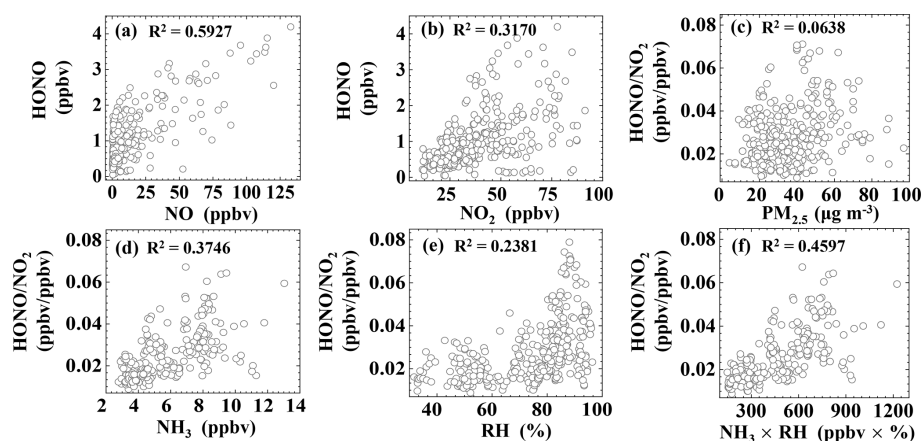 (a) R² = 0.5927
HONO
(ppbv)
4
3
2
1
0
0 25 50 75 100 125
NO (ppbv)
(b) R² = 0.3170
HONO
(ppbv)
4
3
2
1
0
25 50 75 100
NO₂ (ppbv)
(c) R² = 0.0638
HONO/NO₂
(ppbv/ppbv)
0.08
0.06
0.04
0.02
0 20 40 60 80 100
PM₂.₅ (μg m⁻³)
(d) R² = 0.3746
HONO/NO₂
(ppbv/ppbv)
0.06
0.04
0.02
2 4 6 8 10 12 14
NH₃ (ppbv)
(e) R² = 0.2381
HONO/NO₂
(ppbv/ppbv)
0.08
0.06
0.04
0.02
40 60 80 100
RH (%)
(f) R² = 0.4597
HONO/NO₂
(ppbv/ppbv)
0.08
0.06
0.04
0.02
300 600 900 1200
NH₃ × RH (ppbv × %)